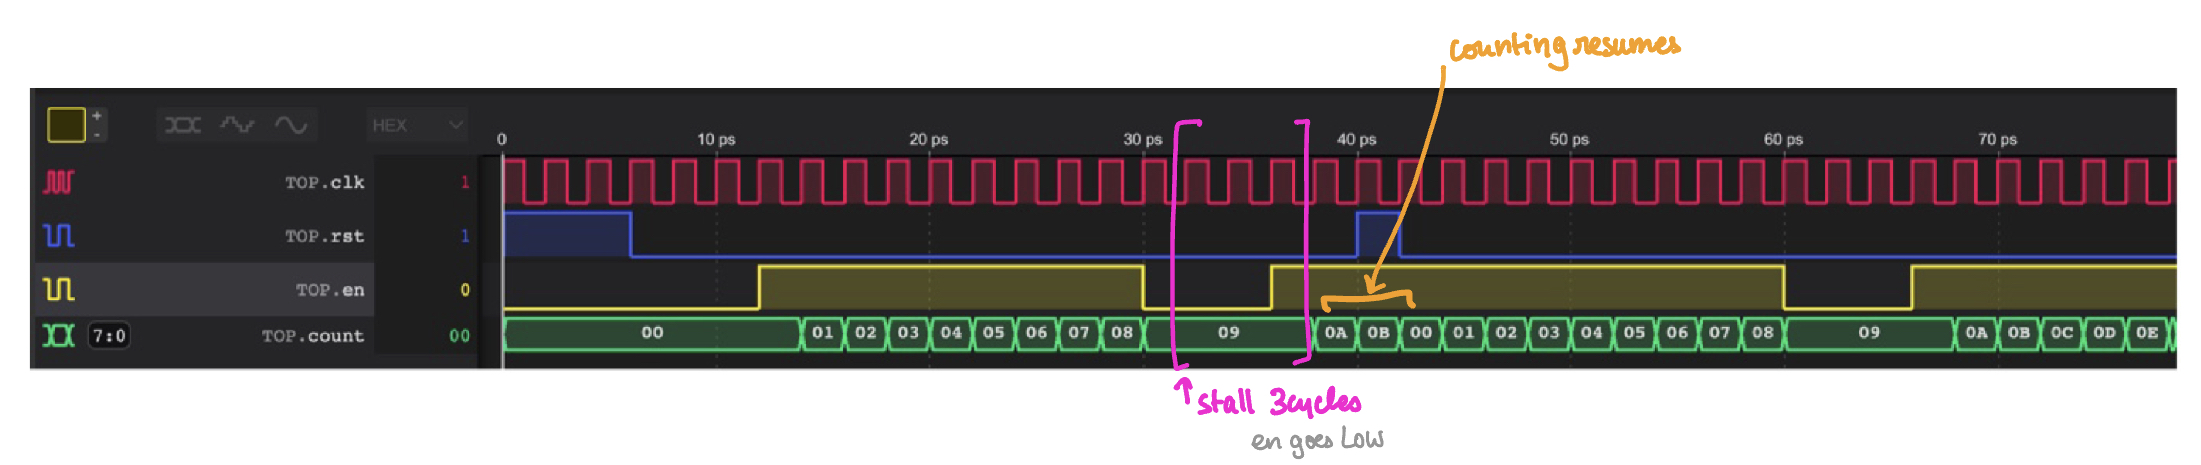 counting resumes
+
-
HEX
0 10 ps 20 ps 30 ps 40 ps 50 ps 60 ps 70 ps
TOP.clk 1
TOP.rst 1
TOP.en 0
7:0 TOP.count 00 00 01 02 03 04 05 06 07 08 09 0A 0B 00 01 02 03 04 05 06 07 08 09 0A 0B 0C 0D 0E
stall 3cycles
en goes Low